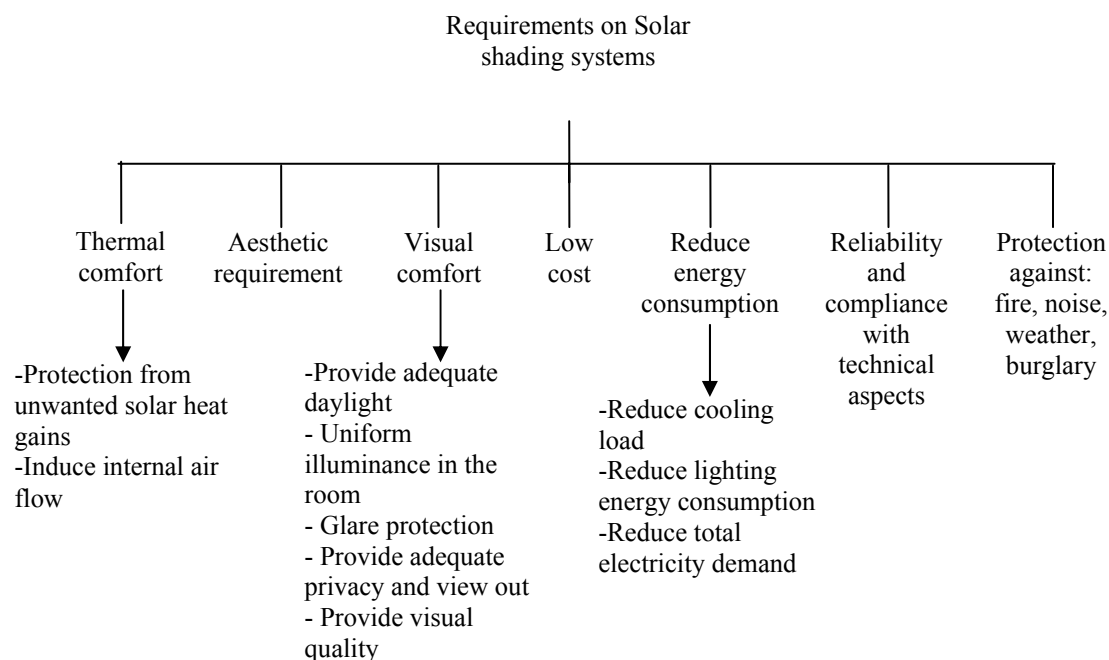 Requirements on Solar
shading systems
Thermal
comfort
Aesthetic
requirement
Visual
comfort
Low
cost
Reduce
energy
consumption
Reliability
and
compliance
with
technical
aspects
Protection
against:
fire, noise,
weather,
burglary
-Protection from
unwanted solar heat
gains
-Induce internal air
flow
-Provide adequate
daylight
- Uniform
illuminance in the
room
- Glare protection
- Provide adequate
privacy and view out
- Provide visual
quality
-Reduce cooling
load
-Reduce lighting
energy consumption
-Reduce total
electricity demand